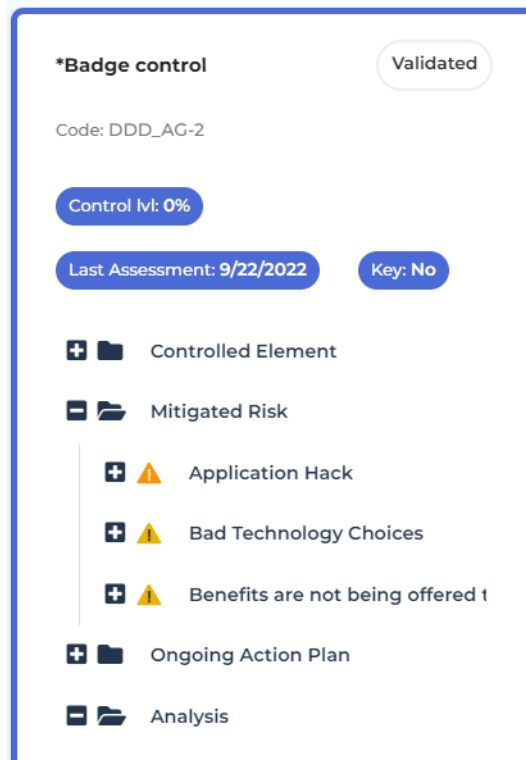 *Badge control
Validated
Code: DDD_AG-2
Control lvl: 0%
Last Assessment: 9/22/2022
Key: No
Controlled Element
Mitigated Risk
Application Hack
Bad Technology Choices
Benefits are not being offered t
Ongoing Action Plan
Analysis